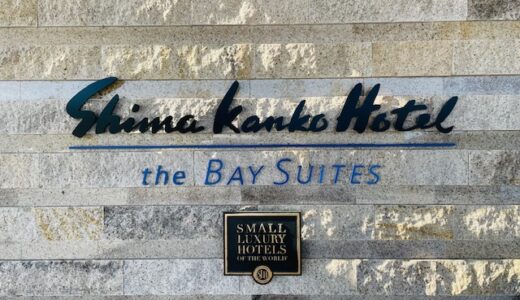 Shima Kanko Hotel
the BAY SUITES
SMALL
LUXURY
HOTELS
OF THE WORLD